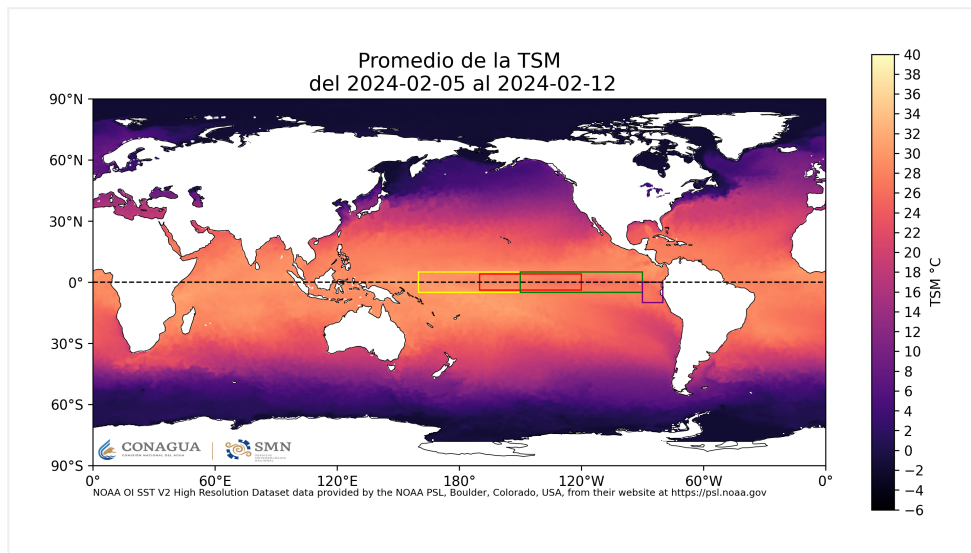 Promedio de la TSM
del 2024-02-05 al 2024-02-12
90°N
60°N
30°N
0°
30°S
60°S
90°S
0°
60°E
120°E
180°
120°W
60°W
0°
CONAGUA
COMISIÓN NACIONAL DEL AGUA
SMN
NOAA OI SST V2 High Resolution Dataset data provided by the NOAA PSL, Boulder, Colorado, USA, from their website at https://psl.noaa.gov
40
38
36
34
32
30
28
26
24
22
20
18
16
14
12
10
8
6
4
2
0
−2
−4
−6
TSM °C